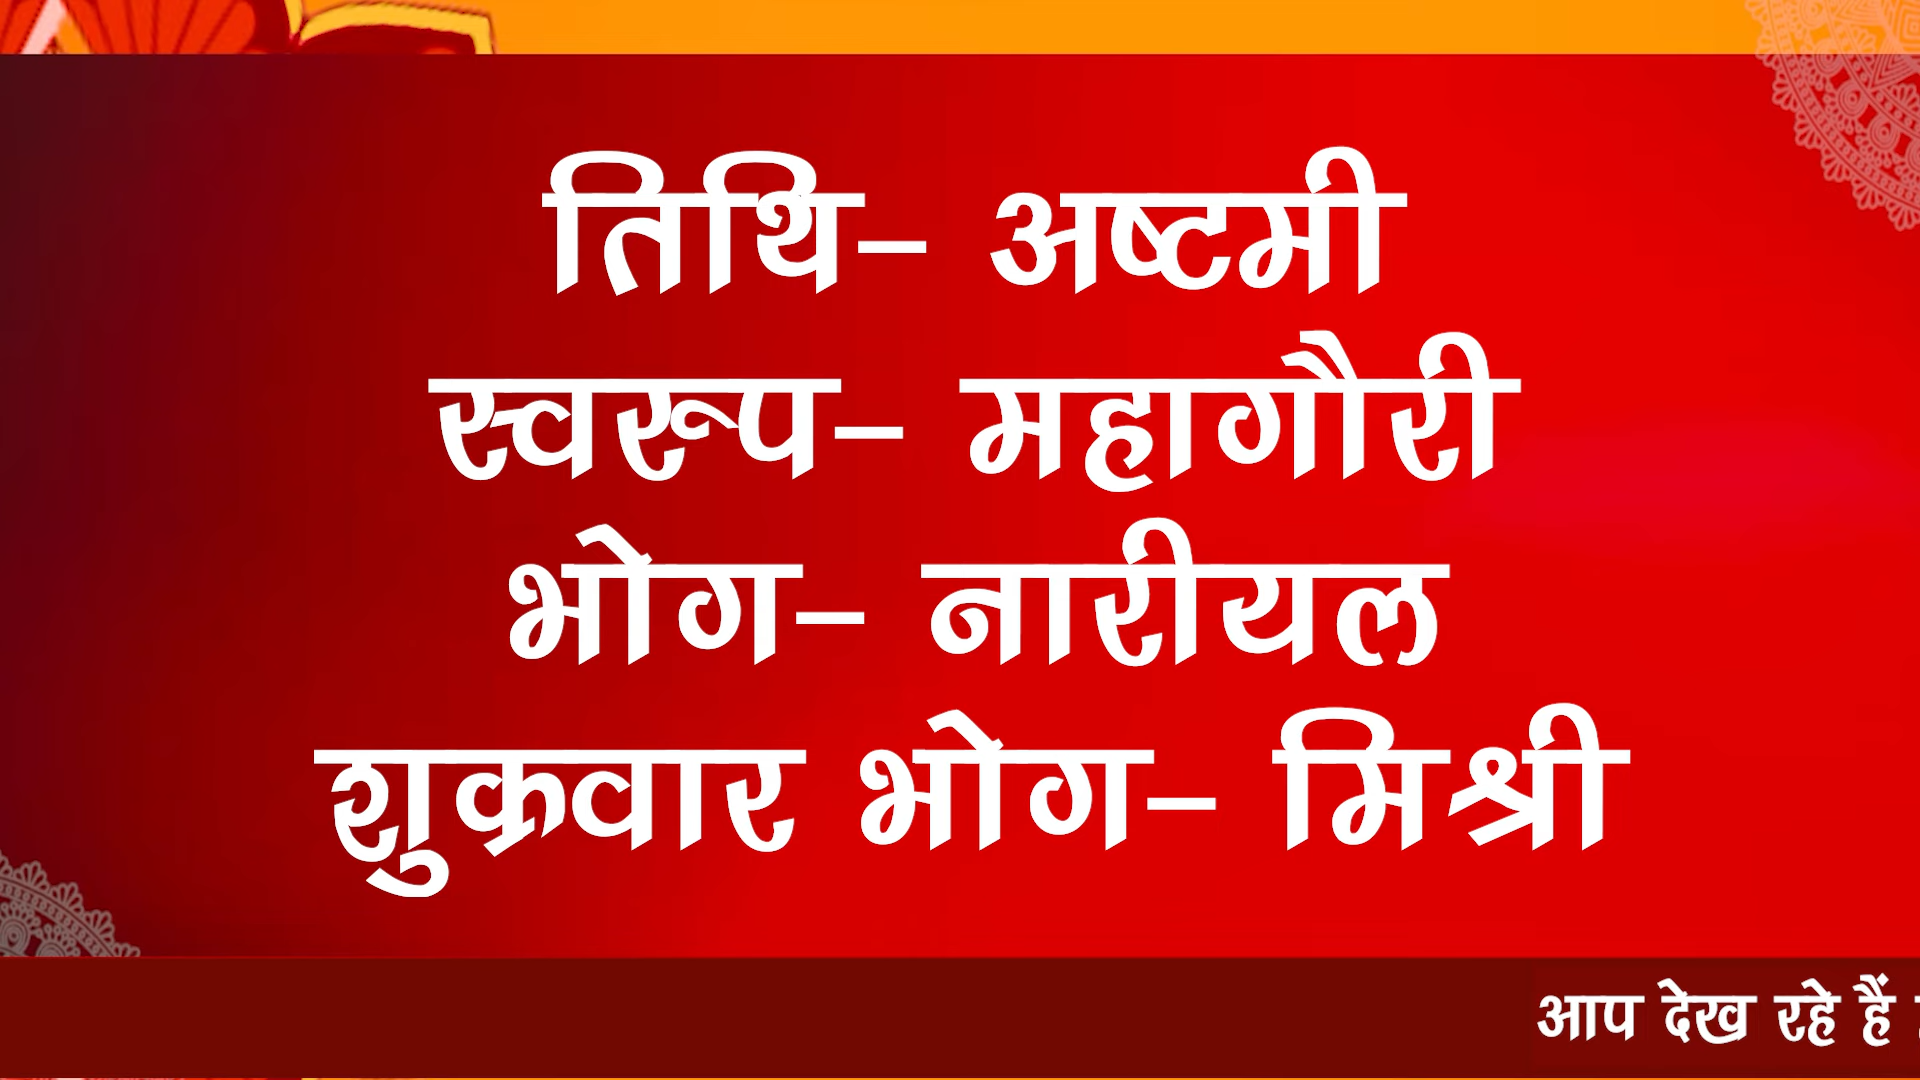 तिथि- अष्टमी
स्वरूप- महागौरी
भोग- नारीयल
शुक्रवार भोग- मिश्री
आप देख रहे हैं